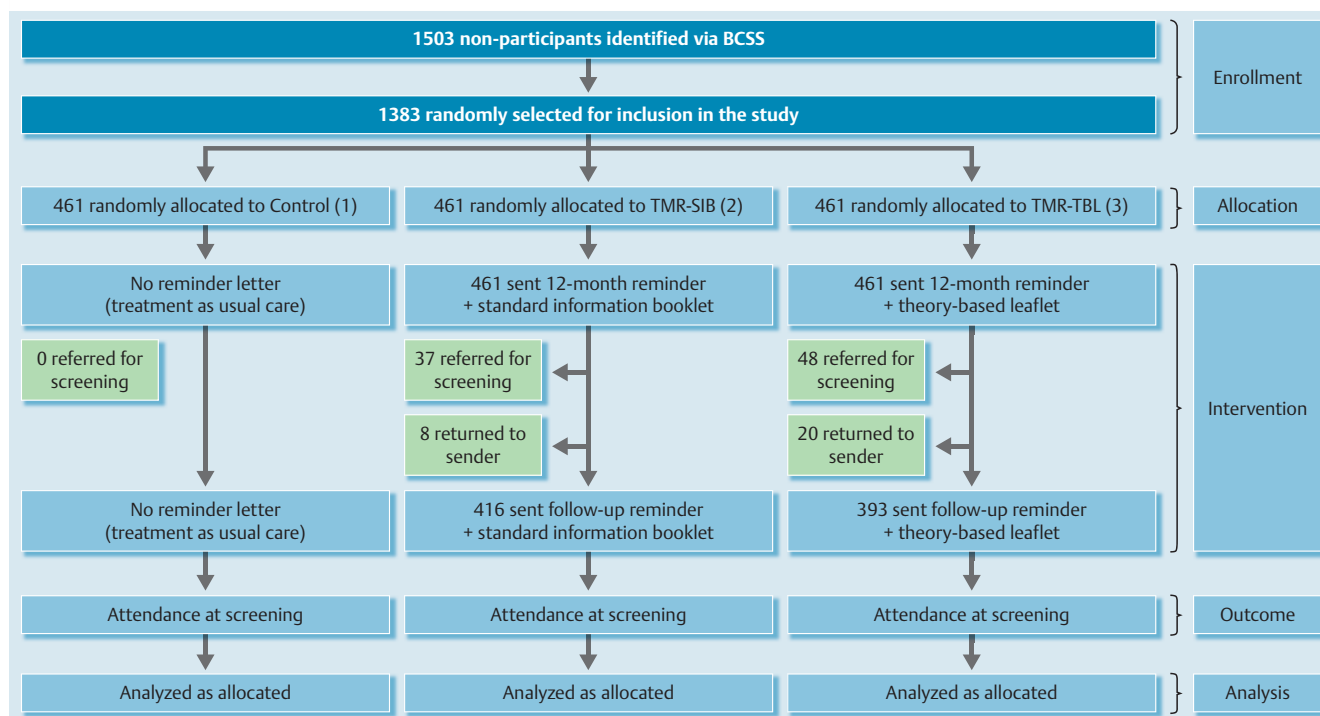 1503 non-participants identified via BCSS
Enrollment
1383 randomly selected for inclusion in the study
461 randomly allocated to Control (1)
461 randomly allocated to TMR-SIB (2)
461 randomly allocated to TMR-TBL (3)
Allocation
No reminder letter
(treatment as usual care)
461 sent 12-month reminder
+ standard information booklet
461 sent 12-month reminder
+ theory-based leaflet
0 referred for
screening
37 referred for
screening
48 referred for
screening
Intervention
8 returned to
sender
20 returned to
sender
No reminder letter
(treatment as usual care)
416 sent follow-up reminder
+ standard information booklet
393 sent follow-up reminder
+ theory-based leaflet
Attendance at screening
Attendance at screening
Attendance at screening
Outcome
Analyzed as allocated
Analyzed as allocated
Analyzed as allocated
Analysis